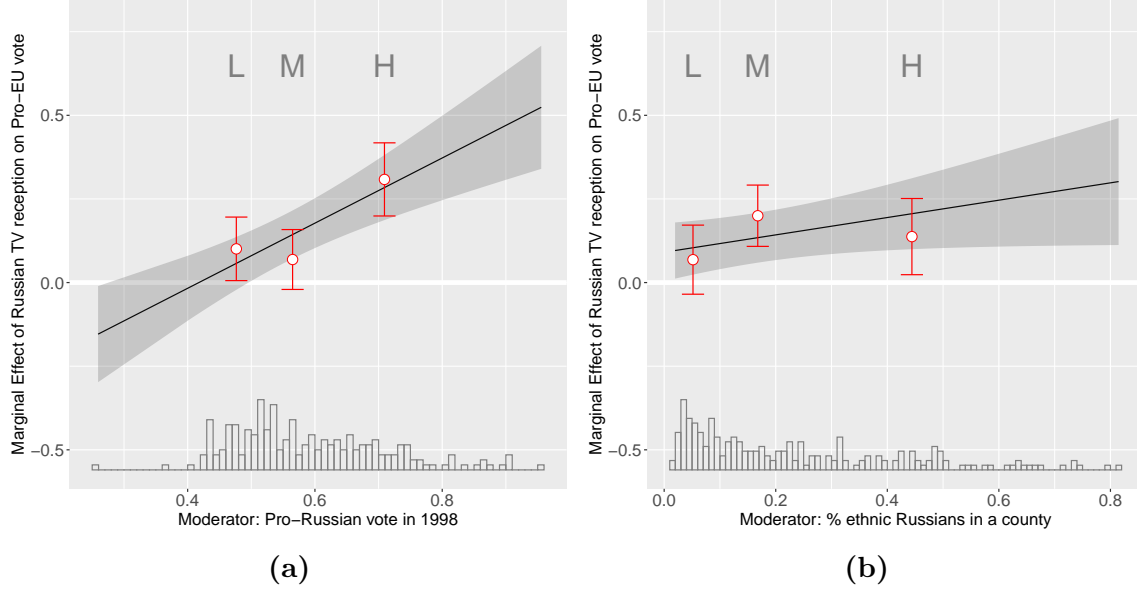 Marginal Effect of Russian TV reception on Pro−EU vote
L M H
0.5
0.0
−0.5
0.4 0.6 0.8
Moderator: Pro−Russian vote in 1998
(a)
Marginal Effect of Russian TV reception on Pro−EU vote
L M H
0.5
0.0
−0.5
0.0 0.2 0.4 0.6 0.8
Moderator: % ethnic Russians in a county
(b)